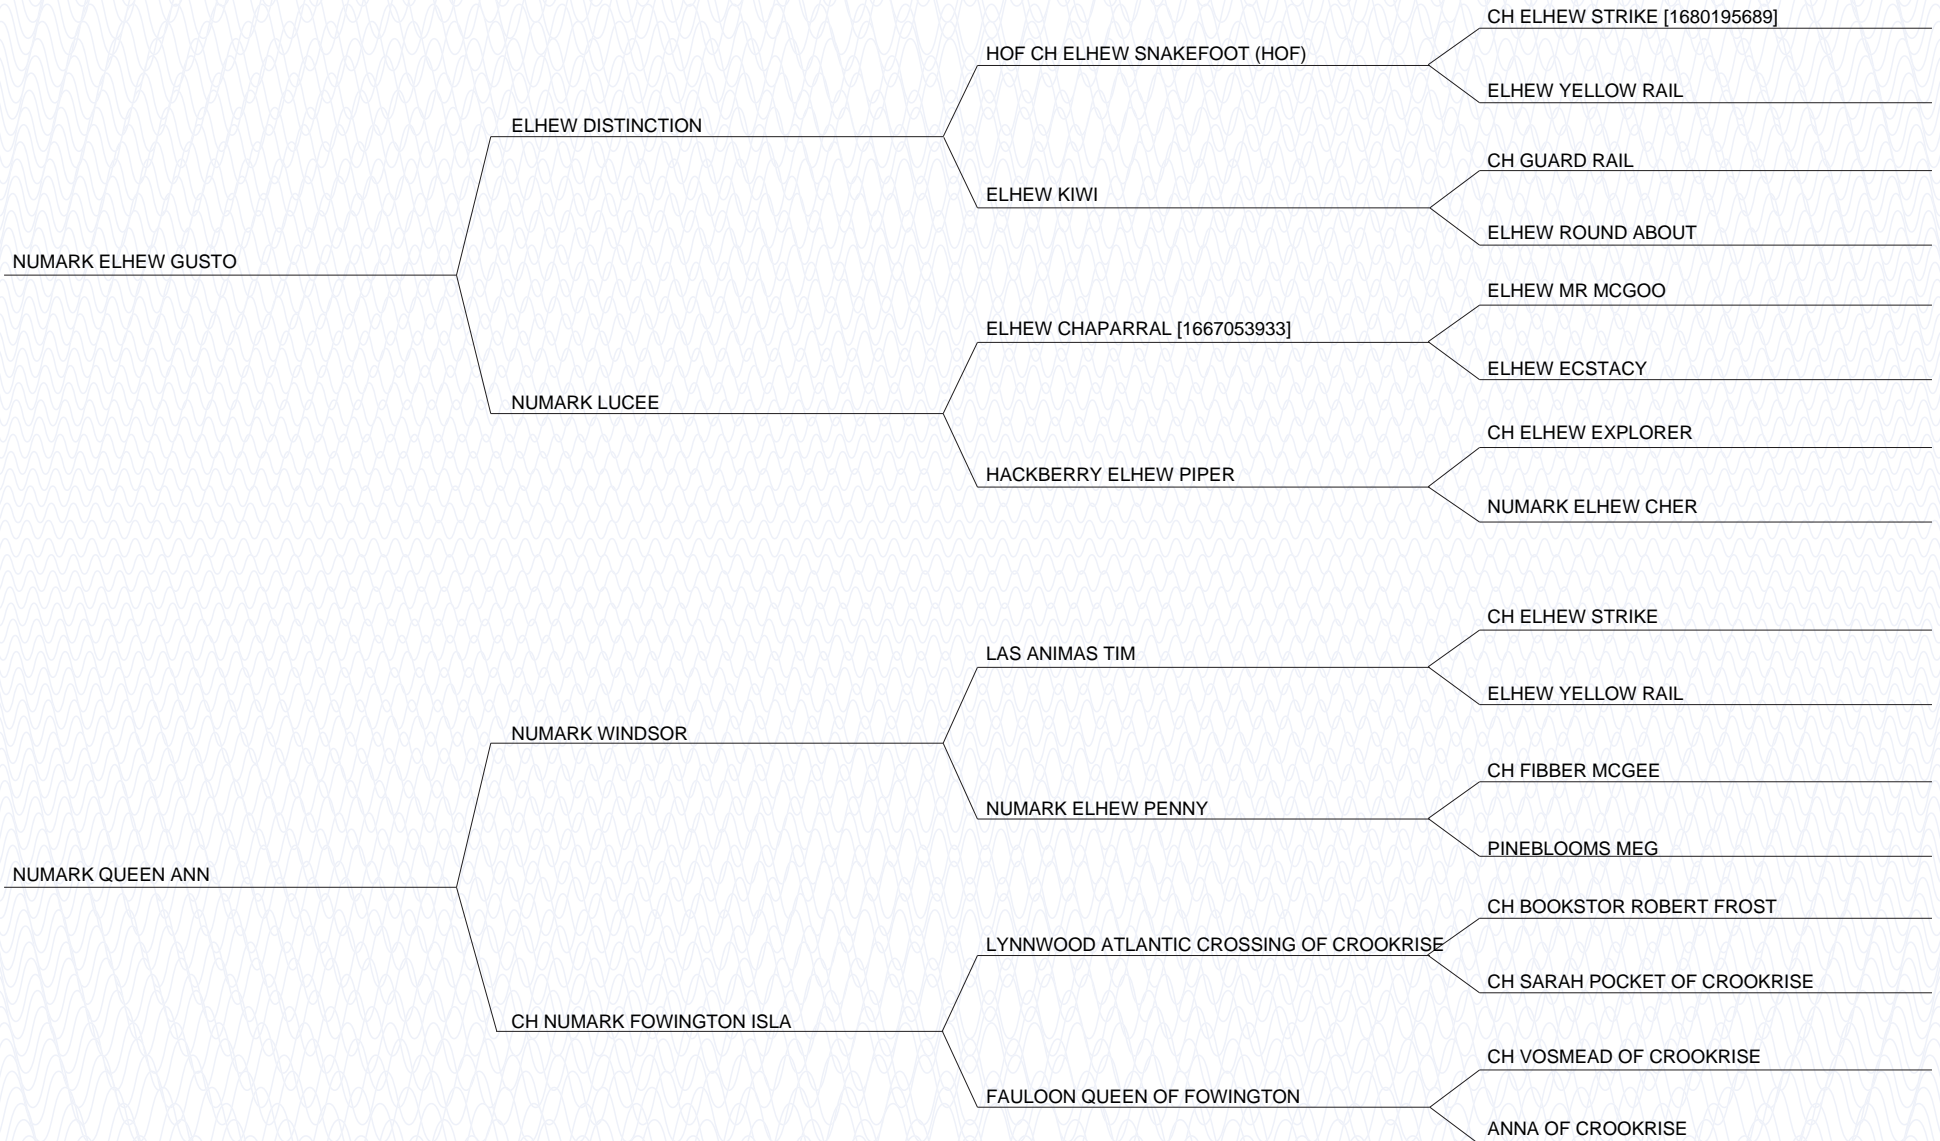 CH ELHEW STRIKE [1680195689]
HOF CH ELHEW SNAKEFOOT (HOF)
ELHEW YELLOW RAIL
ELHEW DISTINCTION
CH GUARD RAIL
ELHEW KIWI
ELHEW ROUND ABOUT
NUMARK ELHEW GUSTO
ELHEW MR MCGOO
ELHEW CHAPARRAL [1667053933]
ELHEW ECSTACY
NUMARK LUCEE
CH ELHEW EXPLORER
HACKBERRY ELHEW PIPER
NUMARK ELHEW CHER
CH ELHEW STRIKE
LAS ANIMAS TIM
ELHEW YELLOW RAIL
NUMARK WINDSOR
CH FIBBER MCGEE
NUMARK ELHEW PENNY
PINEBLOOMS MEG
NUMARK QUEEN ANN
CH BOOKSTOR ROBERT FROST
LYNNWOOD ATLANTIC CROSSING OF CROOKRISE
CH SARAH POCKET OF CROOKRISE
CH NUMARK FOWINGTON ISLA
CH VOSMEAD OF CROOKRISE
FAULOON QUEEN OF FOWINGTON
ANNA OF CROOKRISE